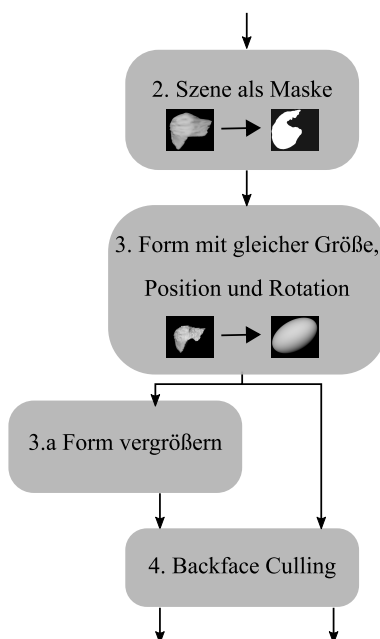 2. Szene als Maske
3. Form mit gleicher Größe,
Position und Rotation
3.a Form vergrößern
4. Backface Culling